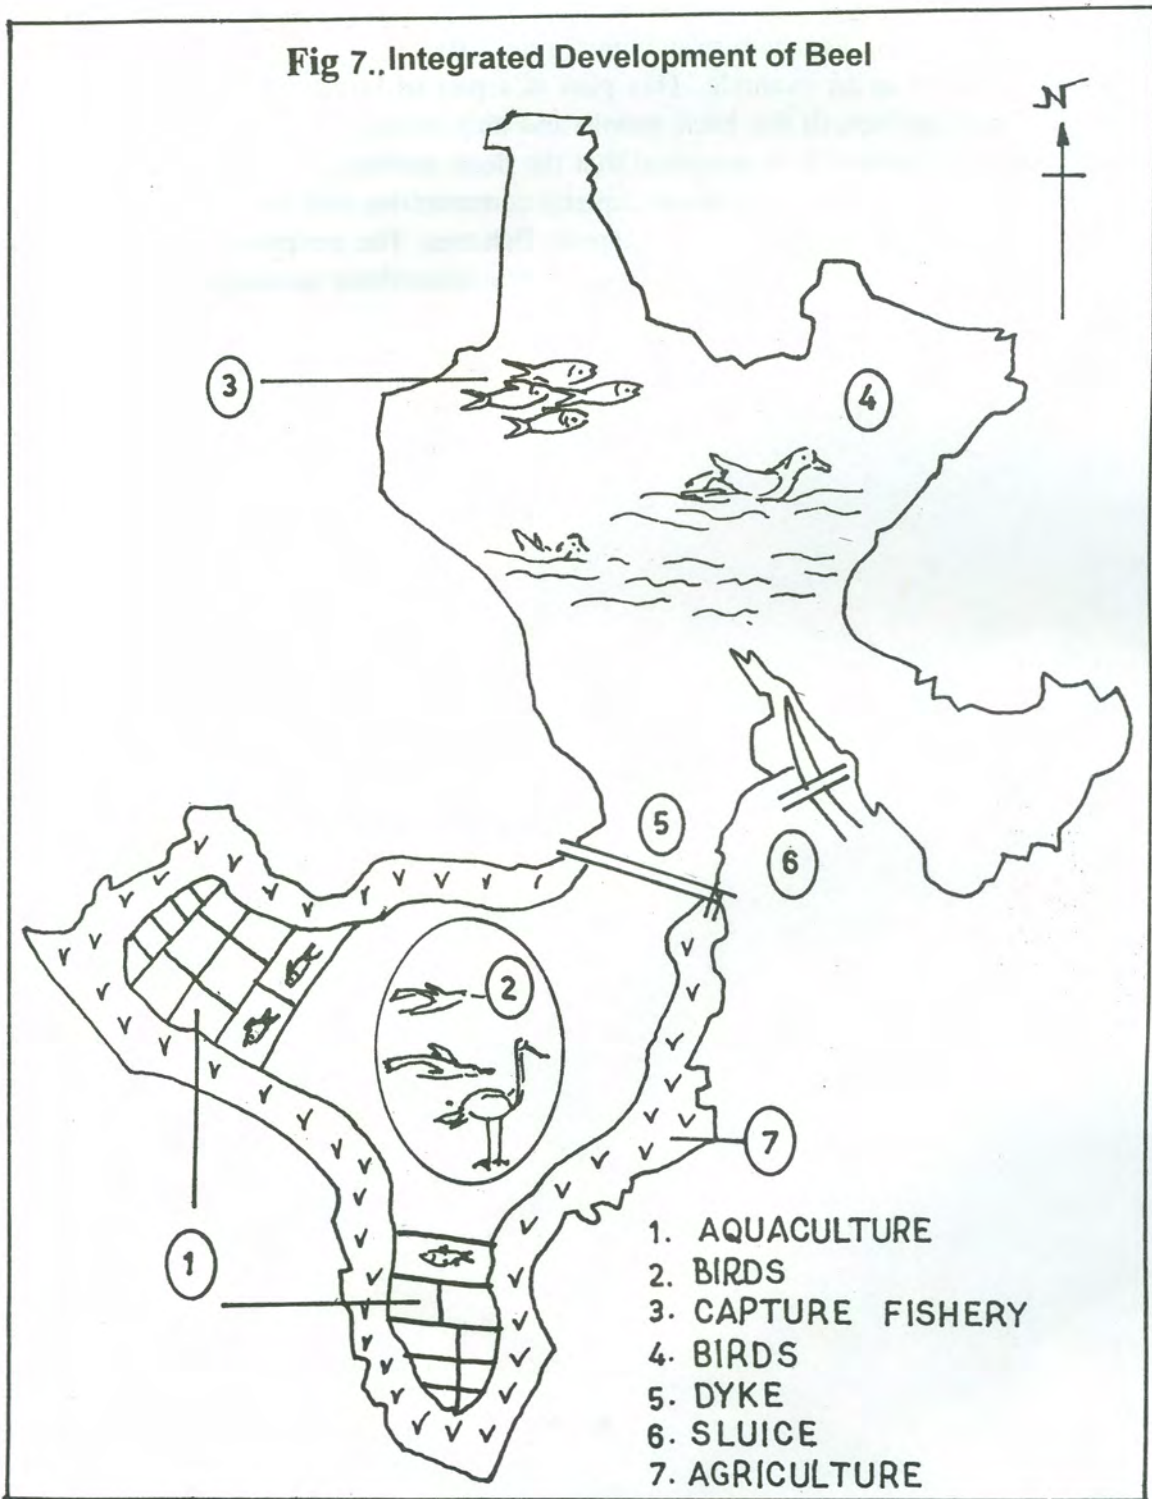 Fig 7..Integrated Development of Beel
N
3
4
5
6
2
7
1
1. AQUACULTURE
2. BIRDS
3. CAPTURE FISHERY
4. BIRDS
5. DYKE
6. SLUICE
7. AGRICULTURE